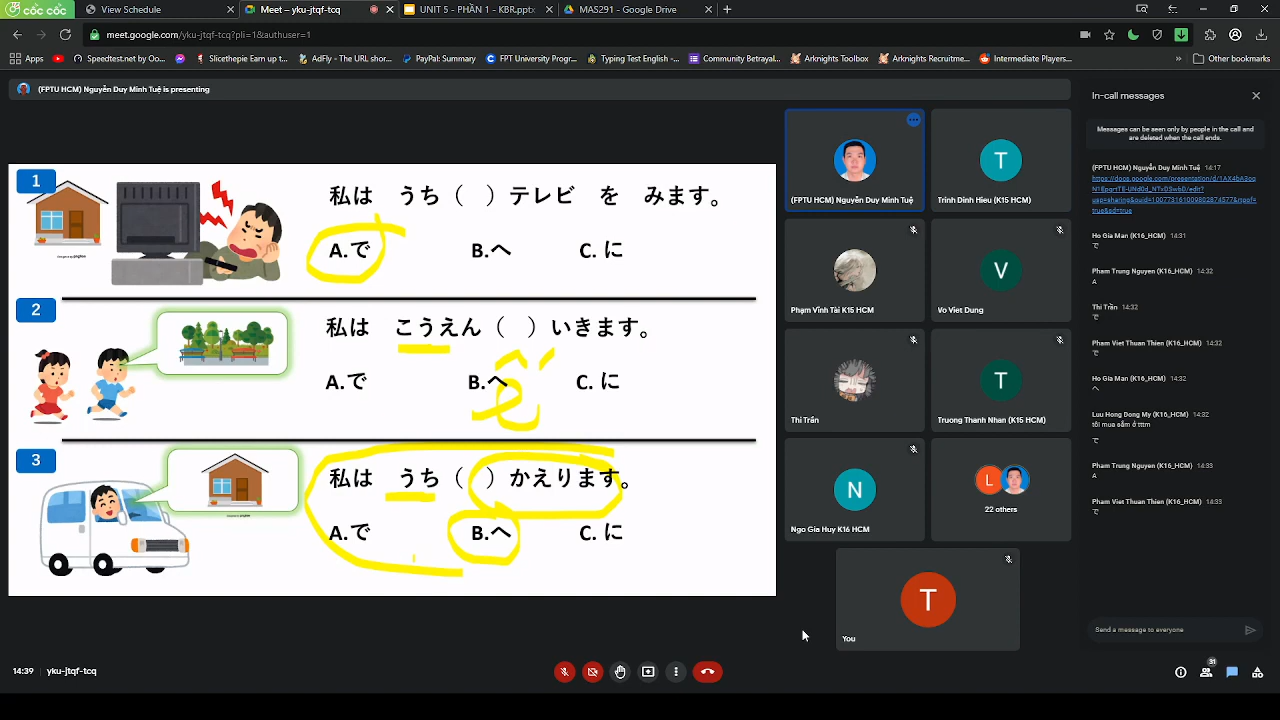 cốc cốc
View Schedule
Meet – yku-jtqf-tcq
UNIT 5 - PHẦN 1 - KBR.pptx
MAS291 - Google Drive
meet.google.com/yku-jtqf-tcq?pli=1&authuser=1
Apps
Speedtest.net by Oo...
Slicethepie Earn up t...
AdFly - The URL shor...
PayPal: Summary
FPT University Progr...
Typing Test English -...
Community Betrayal...
Arknights Toolbox
Arknights Recruitme...
Intermediate Players...
Other bookmarks
(FPTU HCM) Nguyễn Duy Minh Tuệ is presenting
1
私は うち（ ）テレビ を みます。
A.で B.へ C. に
2
私は こうえん（ ）いきます。
A.で B.へ C. に
3
私は うち（ ）かえります。
A.で B.へ C. に
(FPTU HCM) Nguyễn Duy Minh Tuệ
T
Trinh Dinh Hieu (K15 HCM)
Phạm Vĩnh Tài K15 HCM
V
Vo Viet Dung
Thi Trần
T
Truong Thanh Nhan (K15 HCM)
N
Ngo Gia Huy K16 HCM
L
22 others
T
You
In-call messages
Messages can be seen only by people in the call and
are deleted when the call ends.
(FPTU HCM) Nguyễn Duy Minh Tuệ 14:17
Ho Gia Man (K16_HCM) 14:31
で
Pham Trung Nguyen (K16_HCM) 14:32
A
Thi Trần 14:32
で
Pham Viet Thuan Thien (K16_HCM) 14:32
で
Ho Gia Man (K16_HCM) 14:32
へ
Luu Hong Dong My (K16_HCM) 14:32
tôi mua sắm ở tttm
で
Pham Trung Nguyen (K16_HCM) 14:33
A
Pham Viet Thuan Thien (K16_HCM) 14:33
で
Send a message to everyone
14:39
yku-jtqf-tcq
31